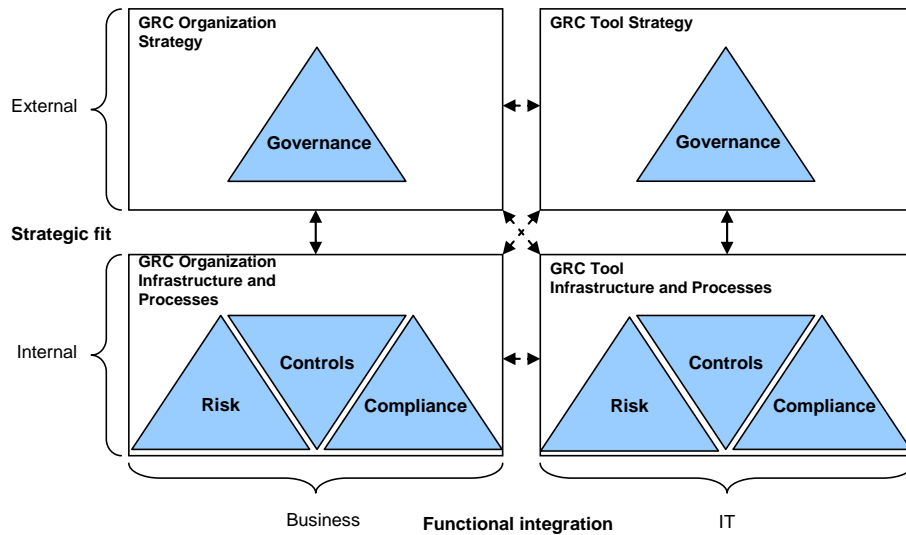 GRC Organization
Strategy
GRC Tool Strategy
External
Governance
Governance
Strategic fit
GRC Organization
Infrastructure and
Processes
GRC Tool
Infrastructure and Processes
Internal
Controls
Controls
Risk
Compliance
Risk
Compliance
Business
Functional integration
IT